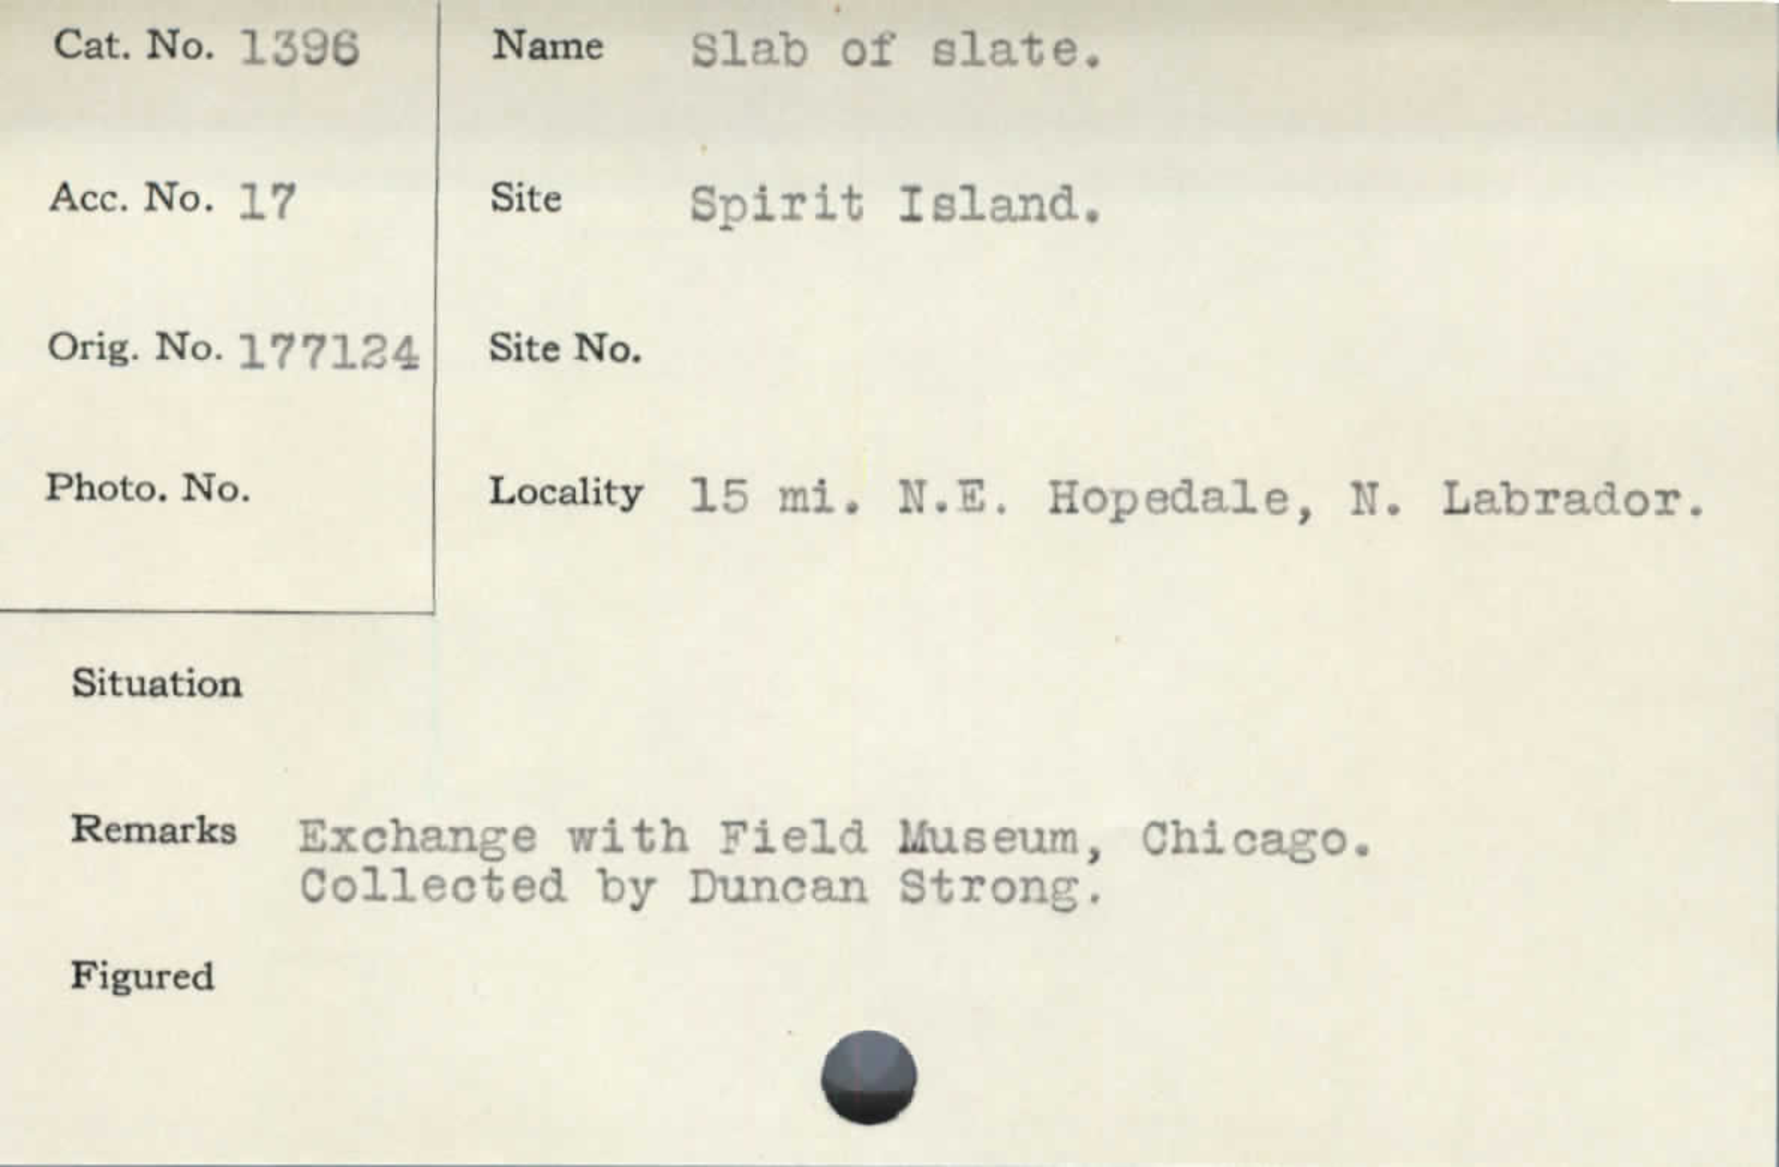 Cat. No. 1396
Name Slab of slate.
Acc. No. 17
Site Spirit Island.
Orig. No. 177124
Site No.
Photo. No.
Locality 15 mi. N.E. Hopedale, N. Labrador.
Situation
Remarks Exchange with Field Museum, Chicago.
Collected by Duncan Strong.
Figured